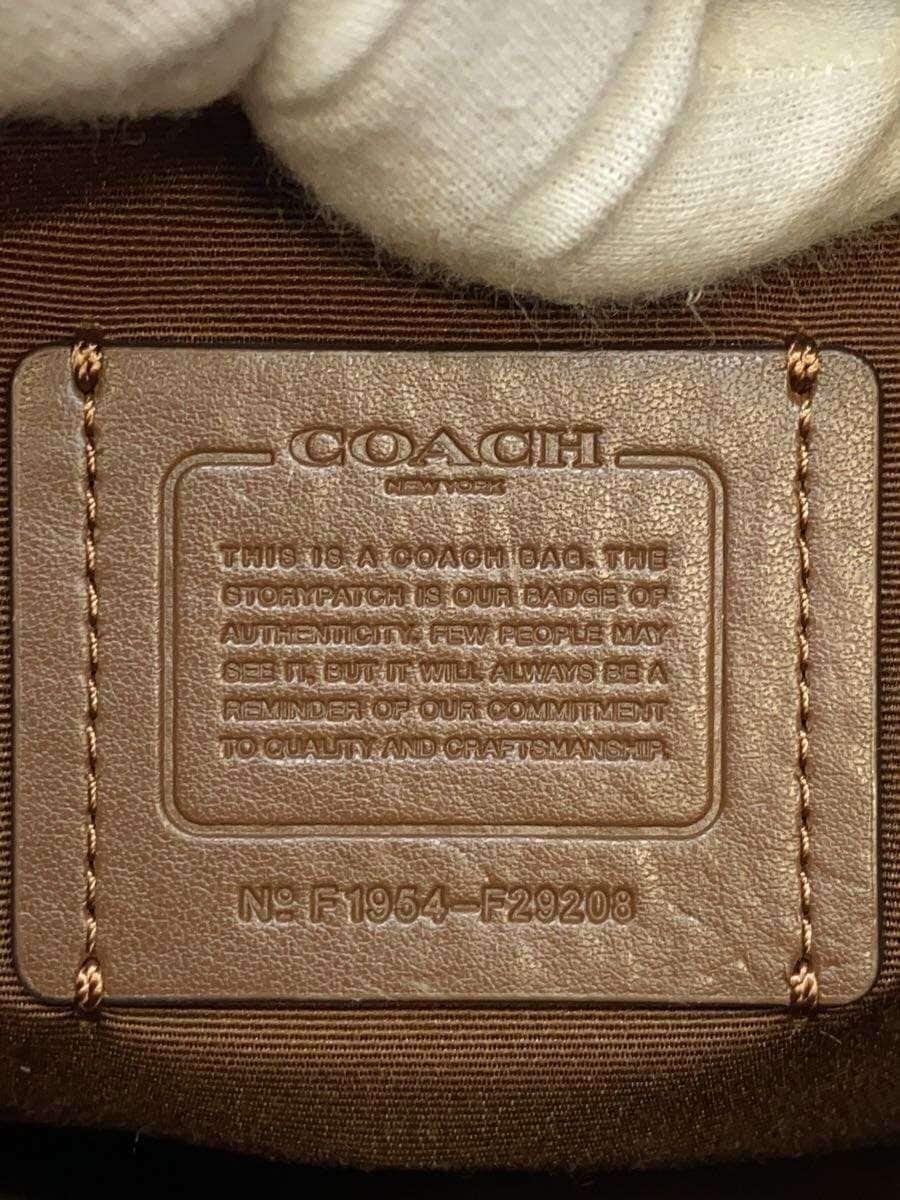 COACH
NEW YORK
THIS IS A COACH BAG. THE
STORYPATCH IS OUR BADGE OF
AUTHENTICITY. FEW PEOPLE MAY
SEE IT, BUT IT WILL ALWAYS BE A
REMINDER OF OUR COMMITMENT
TO QUALITY AND CRAFTSMANSHIP.
Nº F1954-F29208